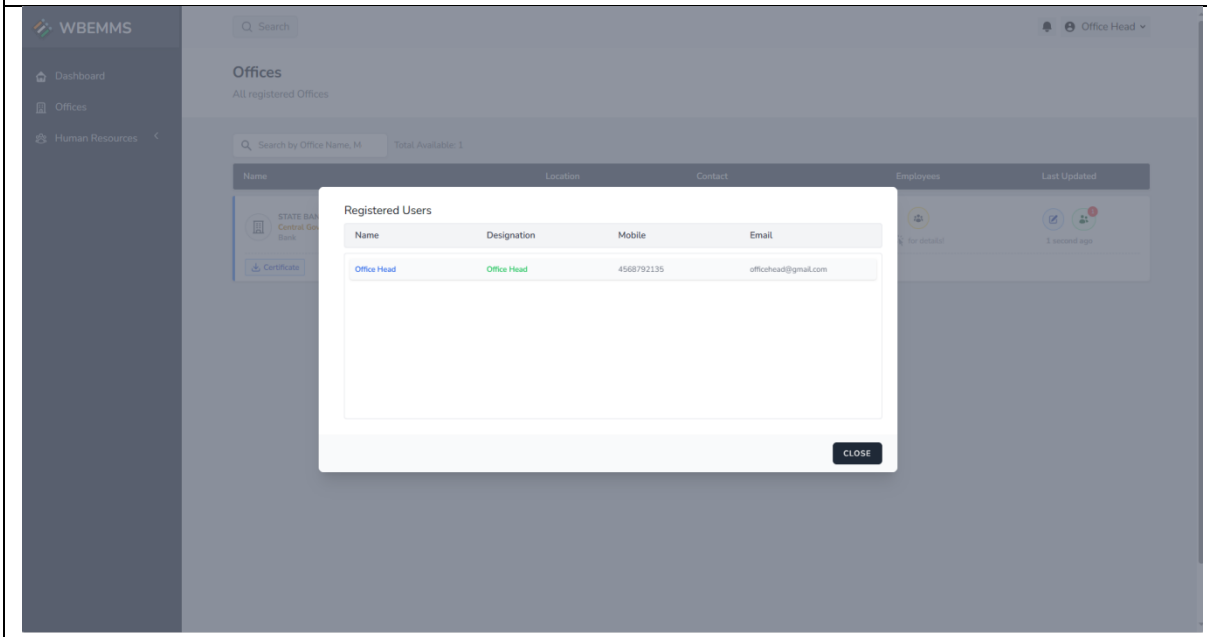 WBEMMS
Search
Office Head
Dashboard
Offices
Human Resources
Offices
All registered Offices
Search by Office Name, M
Total Available: 1
Name Location Contact Employees Last Updated
STATE BAN
Central Gov
Bank
for details!
1 second ago
Certificate
Registered Users
Name Designation Mobile Email
Office Head Office Head 4568792135 officehead@gmail.com
CLOSE